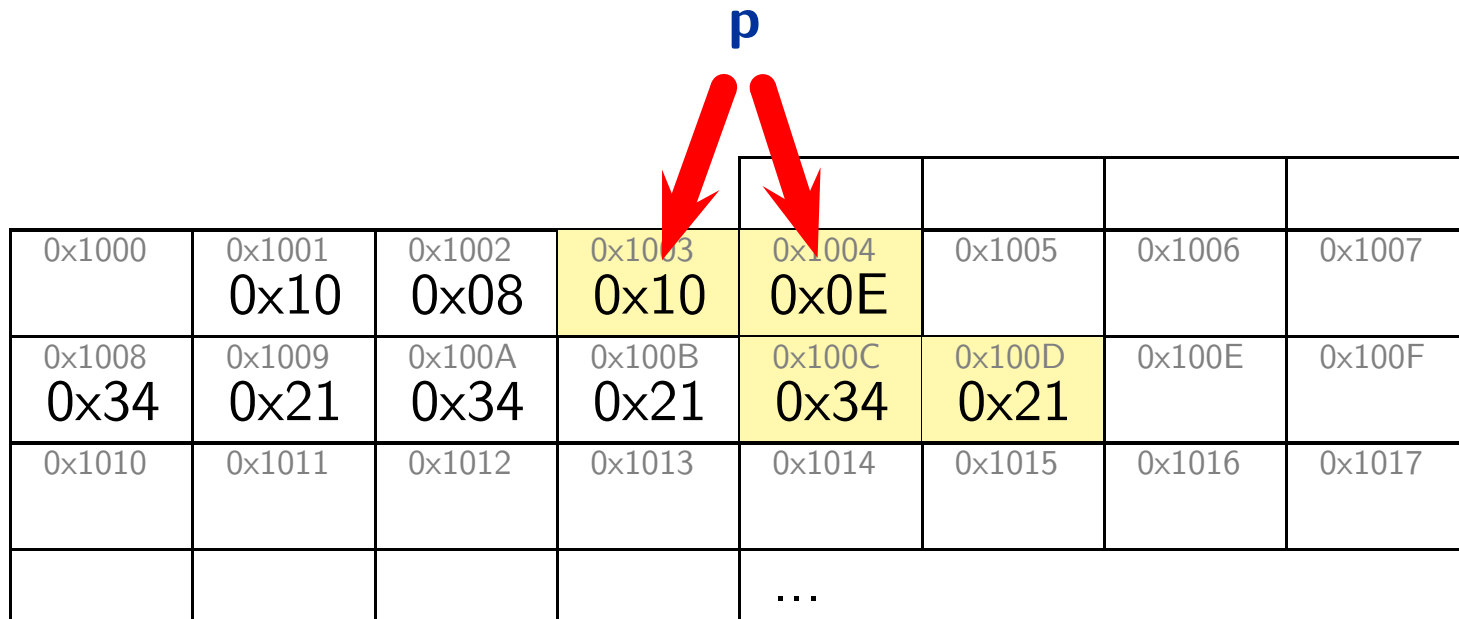 p
0x1000 0x1001 0x1002 0x1003 0x1004 0x1005 0x1006 0x1007
0x10 0x08 0x10 0x0E
0x1008 0x1009 0x100A 0x100B 0x100C 0x100D 0x100E 0x100F
0x34 0x21 0x34 0x21 0x34 0x21
0x1010 0x1011 0x1012 0x1013 0x1014 0x1015 0x1016 0x1017
...